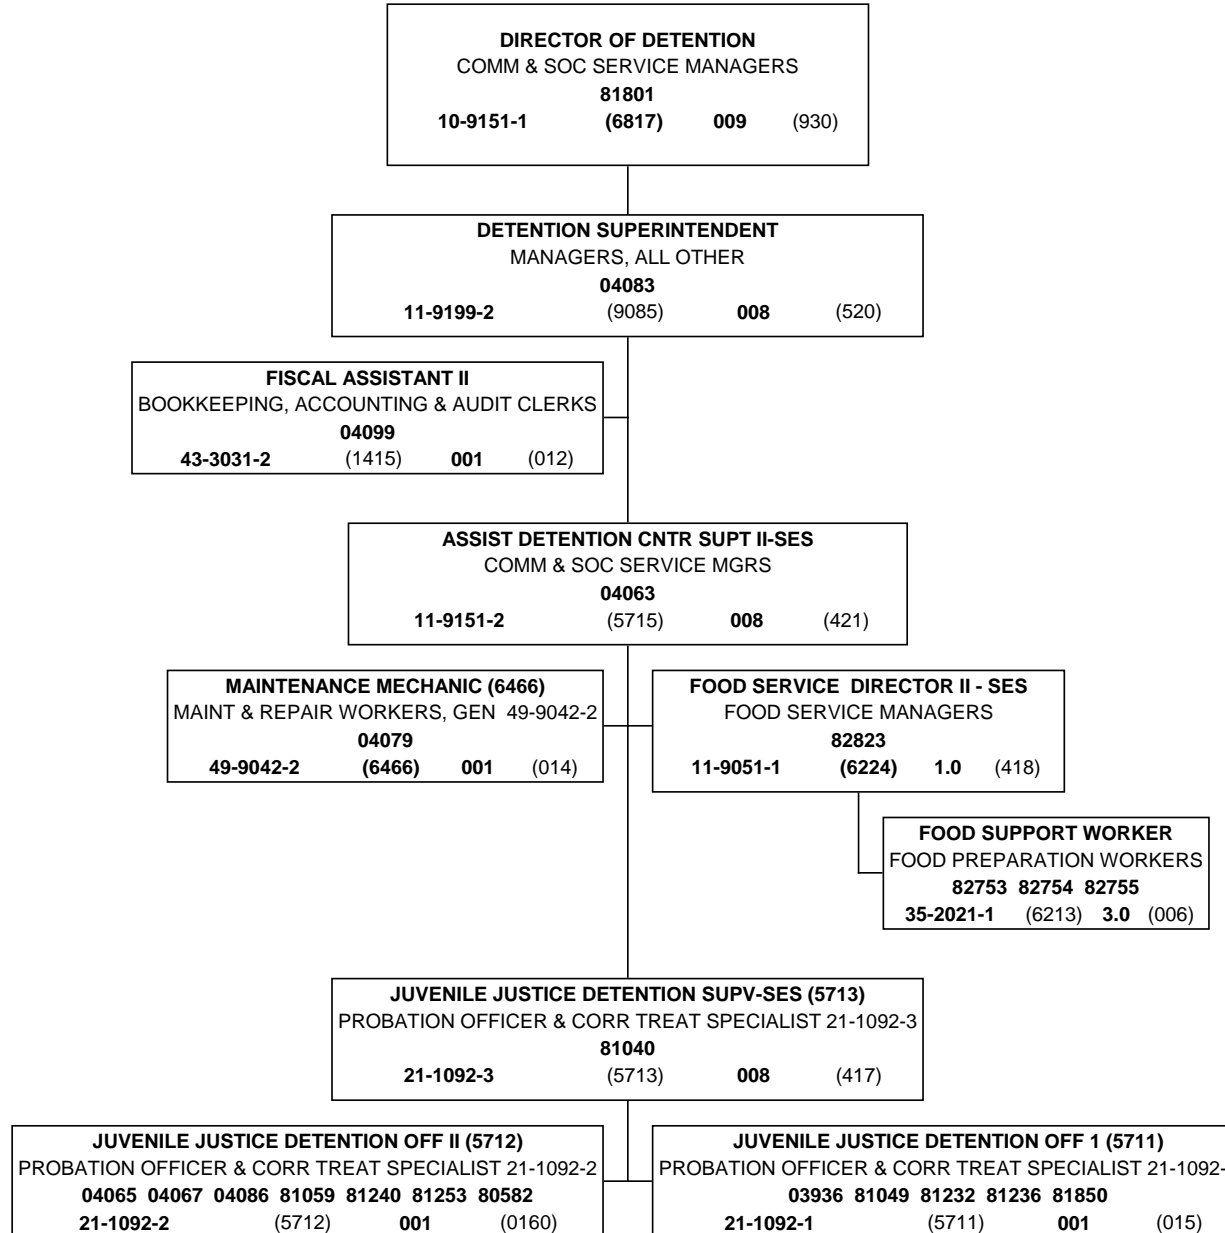 DIRECTOR OF DETENTION
COMM & SOC SERVICE MANAGERS
81801
10-9151-1 (6817) 009 (930)
DETENTION SUPERINTENDENT
MANAGERS, ALL OTHER
04083
11-9199-2 (9085) 008 (520)
FISCAL ASSISTANT II
BOOKKEEPING, ACCOUNTING & AUDIT CLERKS
04099
43-3031-2 (1415) 001 (012)
ASSIST DETENTION CNTR SUPT II-SES
COMM & SOC SERVICE MGRS
04063
11-9151-2 (5715) 008 (421)
MAINTENANCE MECHANIC (6466)
MAINT & REPAIR WORKERS, GEN 49-9042-2
04079
49-9042-2 (6466) 001 (014)
FOOD SERVICE DIRECTOR II - SES
FOOD SERVICE MANAGERS
82823
11-9051-1 (6224) 1.0 (418)
FOOD SUPPORT WORKER
FOOD PREPARATION WORKERS
82753 82754 82755
35-2021-1 (6213) 3.0 (006)
JUVENILE JUSTICE DETENTION SUPV-SES (5713)
PROBATION OFFICER & CORR TREAT SPECIALIST 21-1092-3
81040
21-1092-3 (5713) 008 (417)
JUVENILE JUSTICE DETENTION OFF II (5712)
PROBATION OFFICER & CORR TREAT SPECIALIST 21-1092-2
04065 04067 04086 81059 81240 81253 80582
21-1092-2 (5712) 001 (0160)
JUVENILE JUSTICE DETENTION OFF 1 (5711)
PROBATION OFFICER & CORR TREAT SPECIALIST 21-1092-
03936 81049 81232 81236 81850
21-1092-1 (5711) 001 (015)